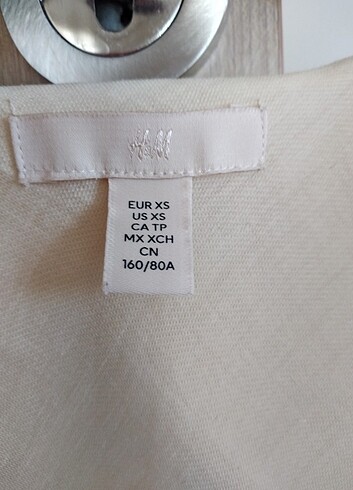 H&M
EUR XS
US XS
CA TP
MX XCH
CN
160/80A